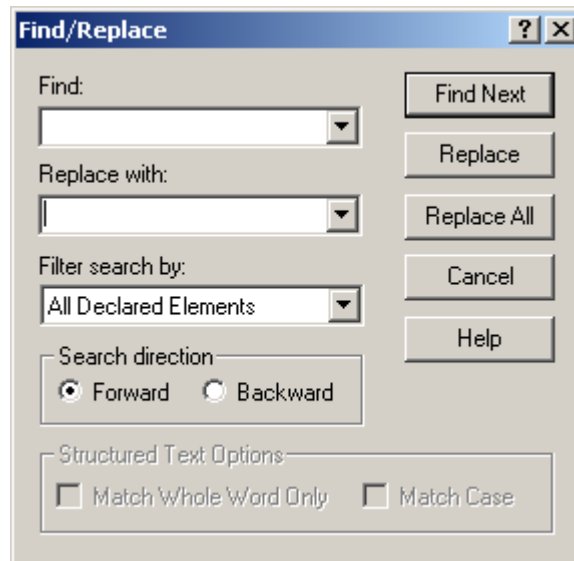 Find/Replace
Find:
Find Next
Replace
Replace with:
Replace All
Filter search by:
Cancel
All Declared Elements
Help
Search direction
Forward Backward
Structured Text Options
Match Whole Word Only Match Case